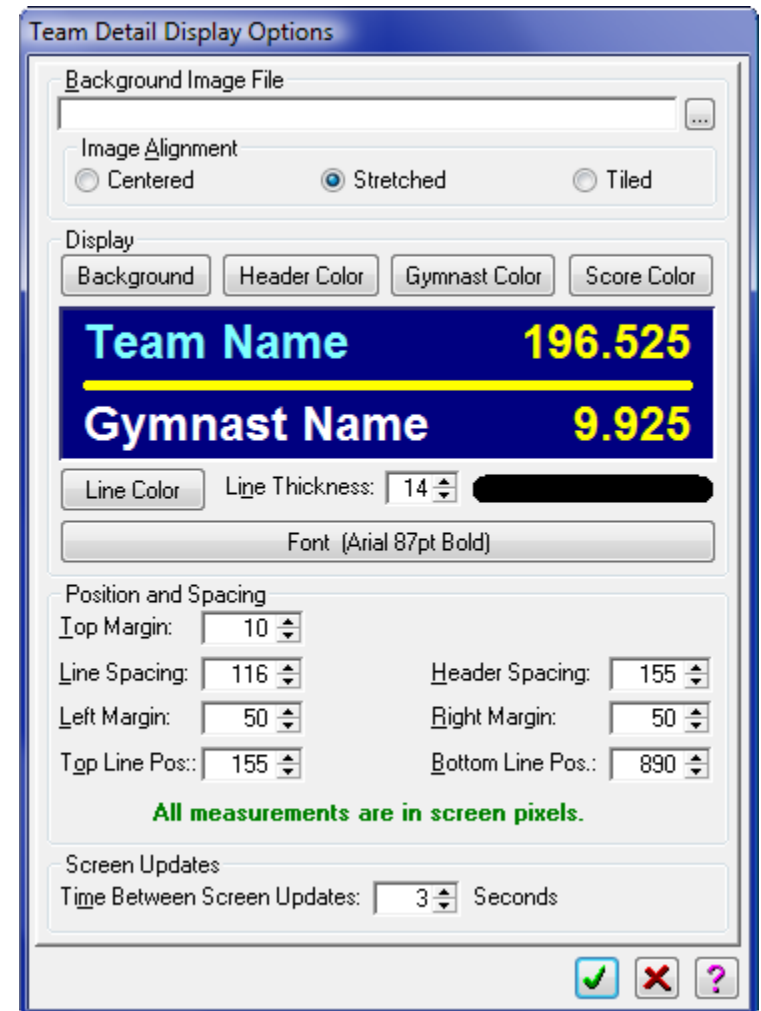 Team Detail Display Options
Background Image File
...
Image Alignment
Centered Stretched Tiled
Display
Background Header Color Gymnast Color Score Color
Team Name 196.525
Gymnast Name 9.925
Line Color Line Thickness: 14
Font (Arial 87pt Bold)
Position and Spacing
Top Margin: 10
Line Spacing: 116 Header Spacing: 155
Left Margin: 50 Right Margin: 50
Top Line Pos:: 155 Bottom Line Pos.: 890
All measurements are in screen pixels.
Screen Updates
Time Between Screen Updates: 3 Seconds
?